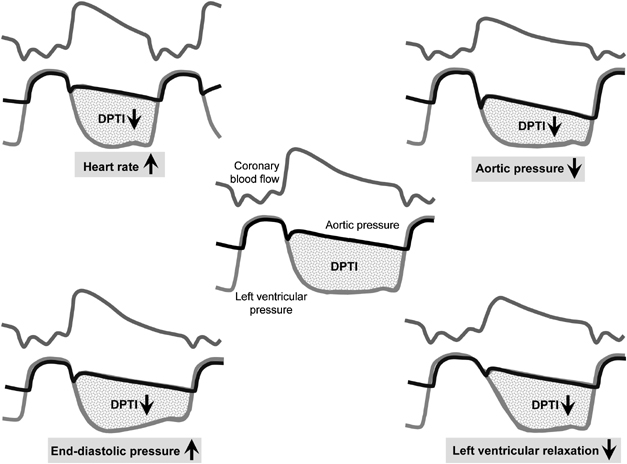 DPTI
Heart rate
DPTI
Aortic pressure
Coronary
blood flow
Aortic pressure
DPTI
Left ventricular
pressure
DPTI
End-diastolic pressure
DPTI
Left ventricular relaxation